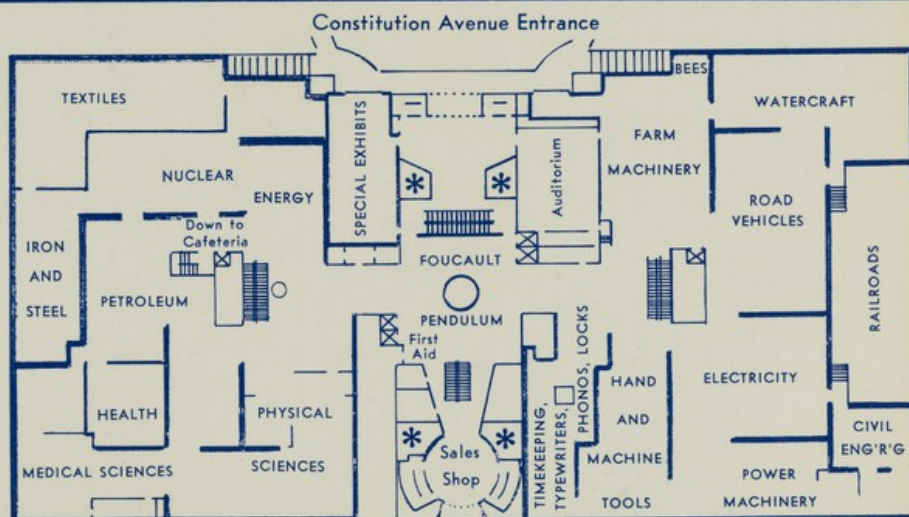 Constitution Avenue Entrance
TEXTILES
BEES
WATERCRAFT
SPECIAL EXHIBITS
Auditorium
FARM
MACHINERY
NUCLEAR
ENERGY
ROAD
VEHICLES
Down to
Cafeteria
IRON
AND
STEEL
FOUCAULT
PENDULUM
RAILROADS
PETROLEUM
First
Aid
TIMEKEEPING,
TYPEWRITERS,
PHONOS, LOCKS
HAND
AND
MACHINE
TOOLS
ELECTRICITY
HEALTH
PHYSICAL
SCIENCES
CIVIL
ENG'R'G
MEDICAL SCIENCES
Sales
Shop
POWER
MACHINERY